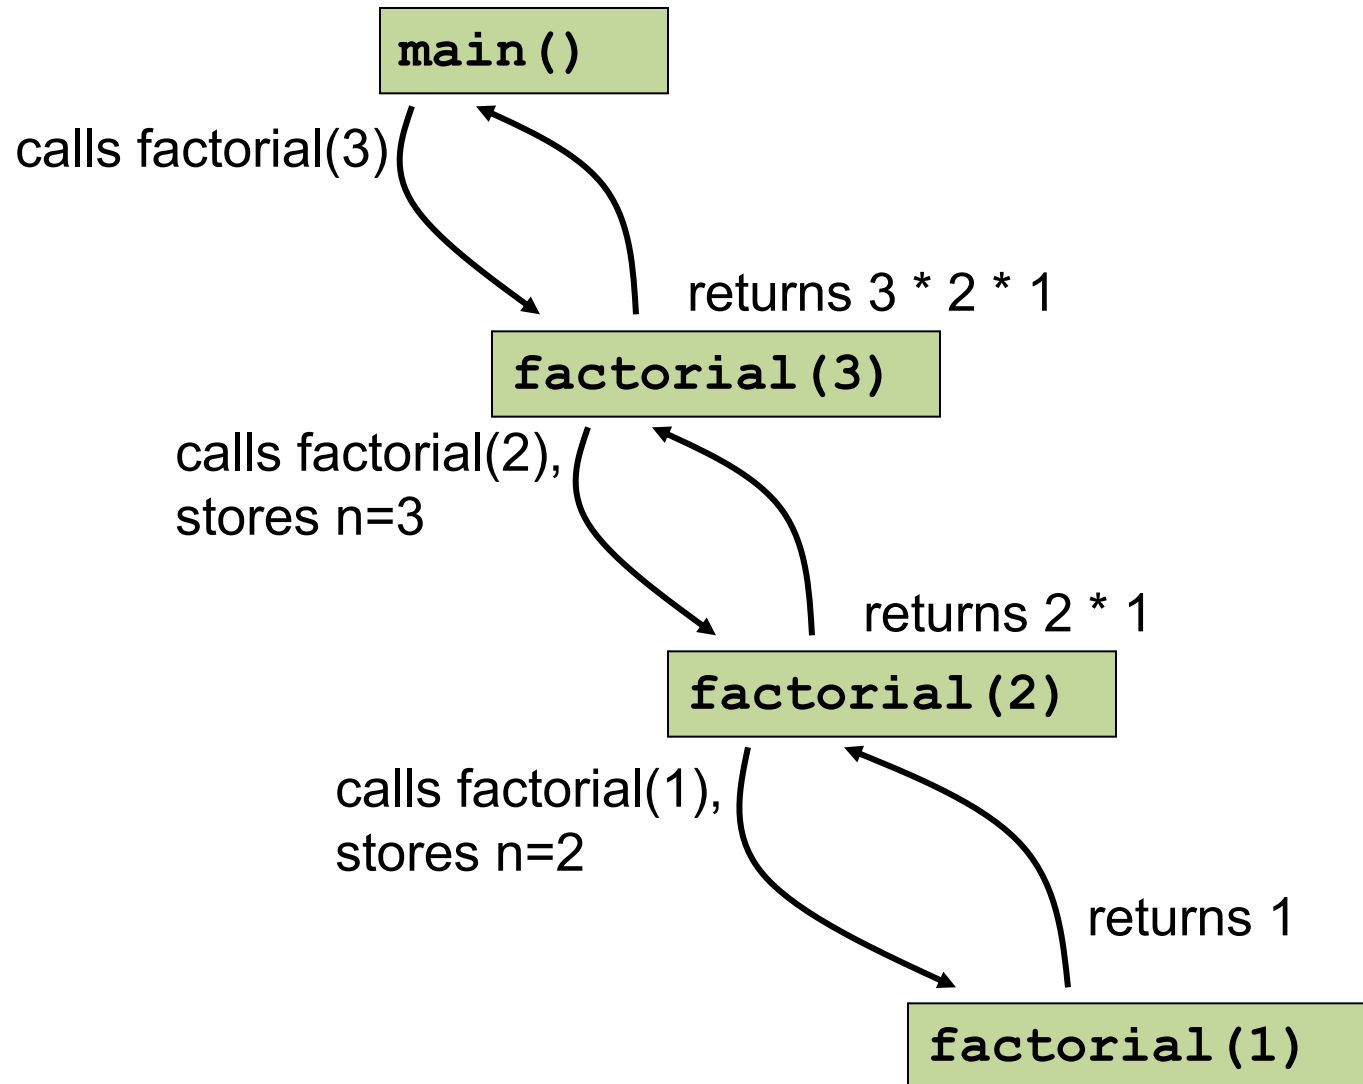 main()
calls factorial(3)
returns 3 * 2 * 1
factorial(3)
calls factorial(2),
stores n=3
returns 2 * 1
factorial(2)
calls factorial(1),
stores n=2
returns 1
factorial(1)